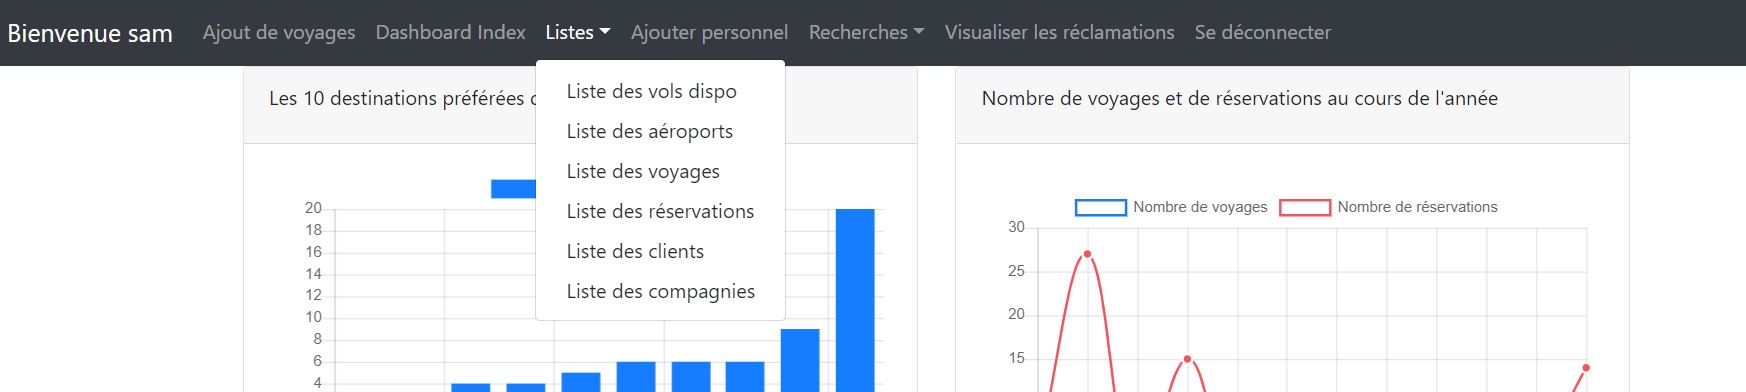 Bienvenue sam Ajout de voyages Dashboard Index Listes Ajouter personnel Recherches Visualiser les réclamations Se déconnecter
Liste des vols dispo
Liste des aéroports
Liste des voyages
Liste des réservations
Liste des clients
Liste des compagnies
Les 10 destinations préférées
20
18
16
14
12
10
8
6
4
Nombre de voyages et de réservations au cours de l'année
Nombre de voyages Nombre de réservations
30
25
20
15